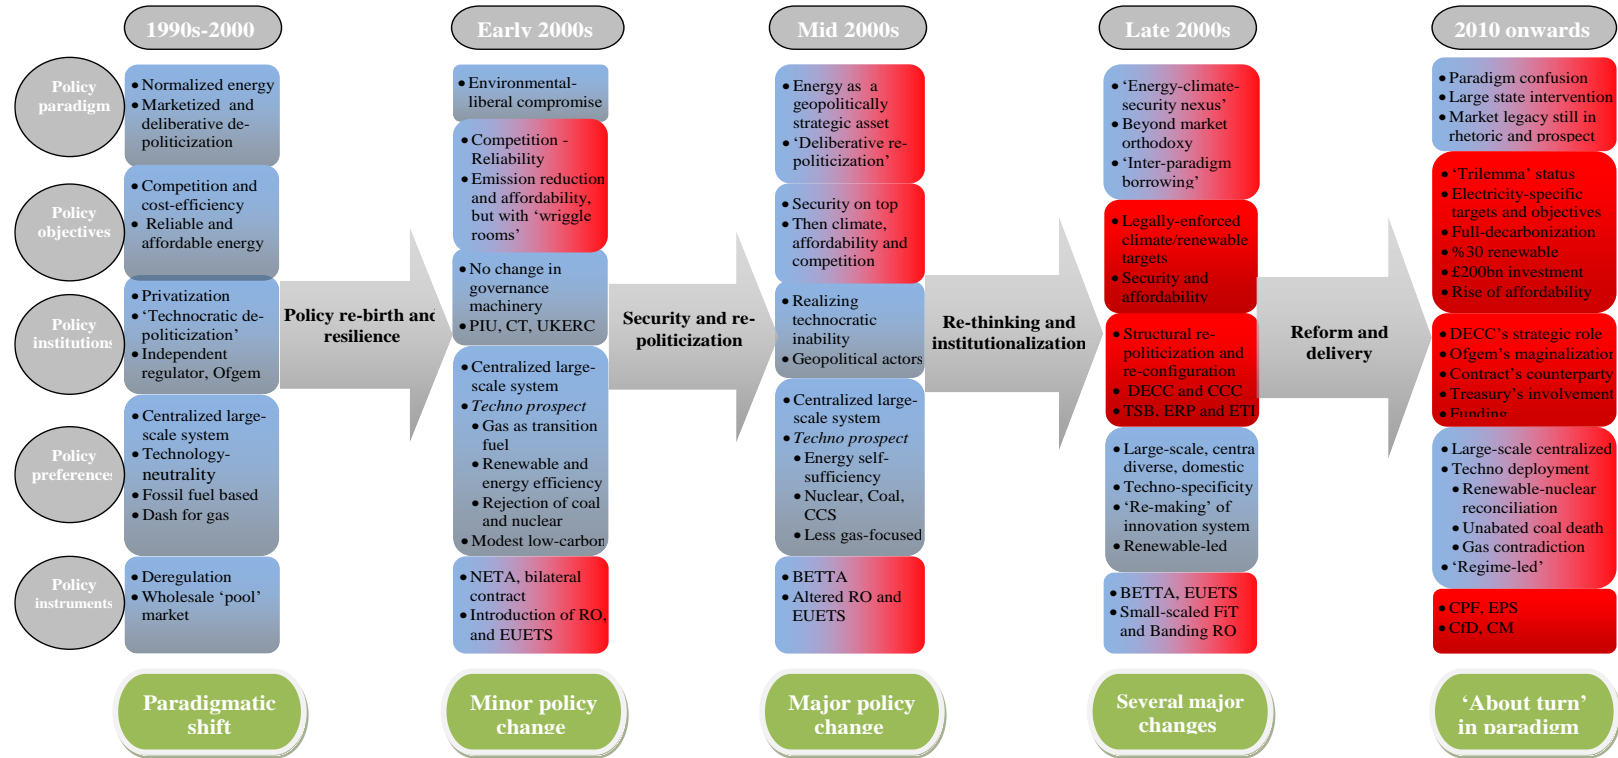 1990s-2000
Early 2000s
Mid 2000s
Late 2000s
2010 onwards
Policy
paradigm
Policy
objectives
Policy
institutions
Policy
preferences
Policy
instruments
• Normalized energy
• Marketized and
deliberative de-
politicization
• Competition and
cost-efficiency
• Reliable and
affordable energy
• Privatization
• ‘Technocratic de-
politicization’
• Independent
regulator, Ofgem
• Centralized large-
scale system
• Technology-
neutrality
• Fossil fuel based
• Dash for gas
• Deregulation
• Wholesale ‘pool’
market
Policy re-birth and
resilience
• Environmental-
liberal compromise
• Competition -
Reliability
• Emission reduction
and affordability,
but with ‘wriggle
rooms’
• No change in
governance
machinery
• PIU, CT, UKERC
• Centralized large-
scale system
• Techno prospect
• Gas as transition
fuel
• Renewable and
energy efficiency
• Rejection of coal
and nuclear
• Modest low-carbon
• NETA, bilateral
contract
• Introduction of RO,
and EUETS
Security and re-
politicization
• Energy as a
geopolitically
strategic asset
• ‘Deliberative re-
politicization’
• Security on top
• Then climate,
affordability and
competition
• Realizing
technocratic
inability
• Geopolitical actors
• Centralized large-
scale system
• Techno prospect
• Energy self-
sufficiency
• Nuclear, Coal,
CCS
• Less gas-focused
• BETTA
• Altered RO and
EUETS
Re-thinking and
institutionalization
• ‘Energy-climate-
security nexus’
• Beyond market
orthodoxy
• ‘Inter-paradigm
borrowing’
• Legally-enforced
climate/renewable
targets
• Security and
affordability
• Structural re-
politicization and
re-configuration
• DECC and CCC
• TSB, ERP and ETI
• Large-scale, centra
diverse, domestic
• Techno-specificity
• ‘Re-making’ of
innovation system
• Renewable-led
• BETTA, EUETS
• Small-scaled FiT
and Banding RO
Reform and
delivery
• Paradigm confusion
• Large state intervention
• Market legacy still in
rhetoric and prospect
• ‘Trilemma’ status
• Electricity-specific
targets and objectives
• Full-decarbonization
• %30 renewable
• £200bn investment
• Rise of affordability
• DECC’s strategic role
• Ofgem’s maginalization
• Contract’s counterparty
• Treasury’s involvement
• Funding
• Large-scale centralized
• Techno deployment
• Renewable-nuclear
reconciliation
• Unabated coal death
• Gas contradiction
• ‘Regime-led’
• CPF, EPS
• CfD, CM
Paradigmatic
shift
Minor policy
change
Major policy
change
Several major
changes
‘About turn’
in paradigm